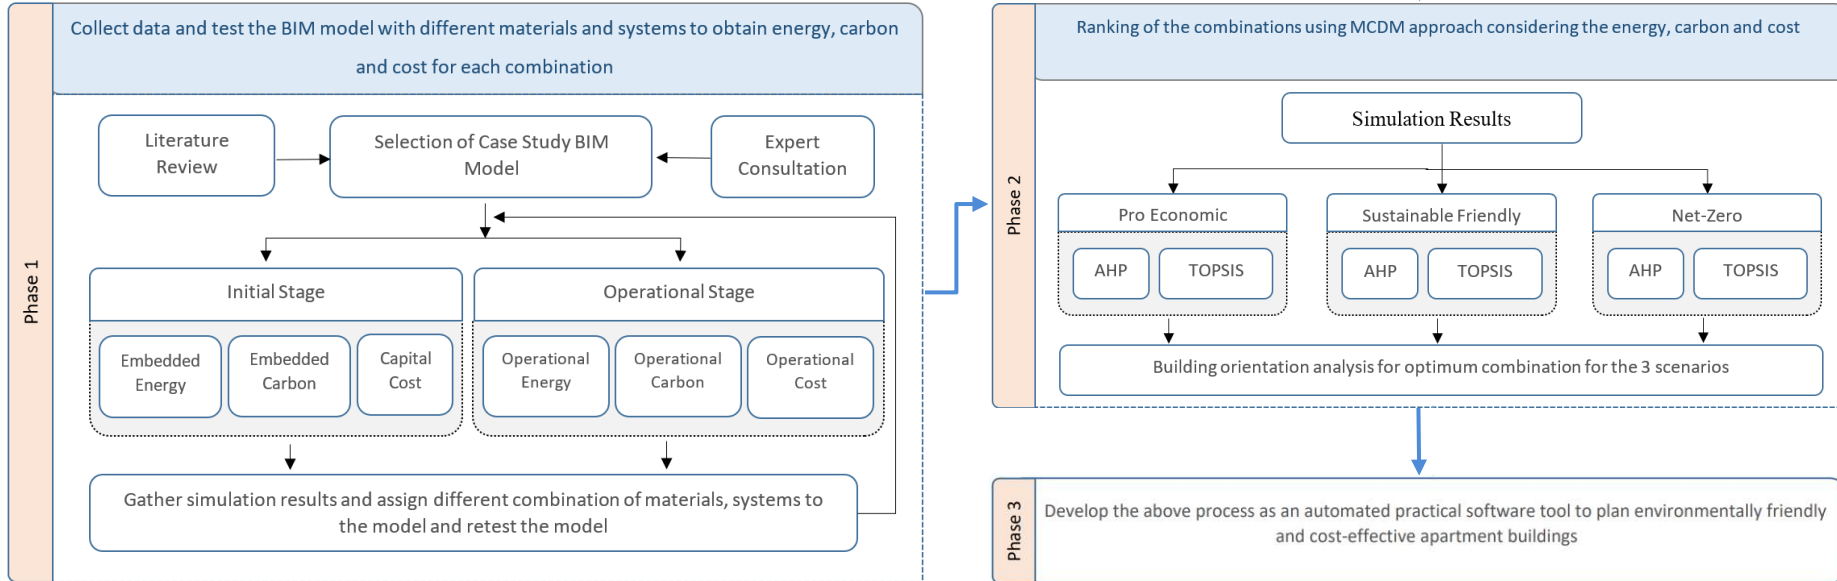 Phase 1
Collect data and test the BIM model with different materials and systems to obtain energy, carbon
and cost for each combination
Literature
Review
Selection of Case Study BIM
Model
Expert
Consultation
Initial Stage
Operational Stage
Embedded
Energy
Embedded
Carbon
Capital
Cost
Operational
Energy
Operational
Carbon
Operational
Cost
Gather simulation results and assign different combination of materials, systems to
the model and retest the model
Phase 2
Ranking of the combinations using MCDM approach considering the energy, carbon and cost
Simulation Results
Pro Economic
AHP
TOPSIS
Sustainable Friendly
AHP
TOPSIS
Net-Zero
AHP
TOPSIS
Building orientation analysis for optimum combination for the 3 scenarios
Phase 3
Develop the above process as an automated practical software tool to plan environmentally friendly
and cost-effective apartment buildings